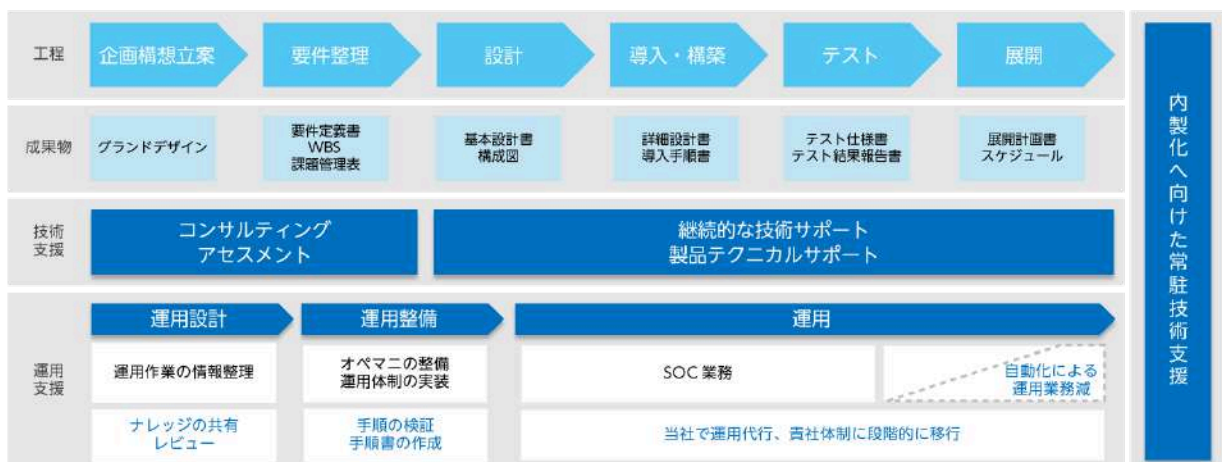 工程
企画構想立案
要件整理
設計
導入・構築
テスト
展開
成果物
グランドデザイン
要件定義書
WBS
課題管理表
基本設計書
構成図
詳細設計書
導入手順書
テスト仕様書
テスト結果報告書
展開計画書
スケジュール
技術
支援
コンサルティング
アセスメント
継続的な技術サポート
製品テクニカルサポート
運用
支援
運用設計
運用整備
運用
運用作業の情報整理
オペマニの整備
運用体制の実装
SOC 業務
自動化による
運用業務減
ナレッジの共有
レビュー
手順の検証
手順書の作成
当社で運用代行、貴社体制に段階的に移行
内製化へ向けた常駐技術支援